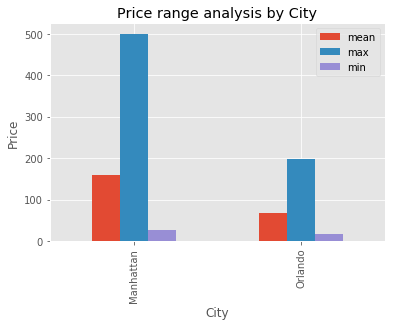 Price range analysis by City
mean
max
min
500
400
300
200
100
0
Price
Manhattan
Orlando
City